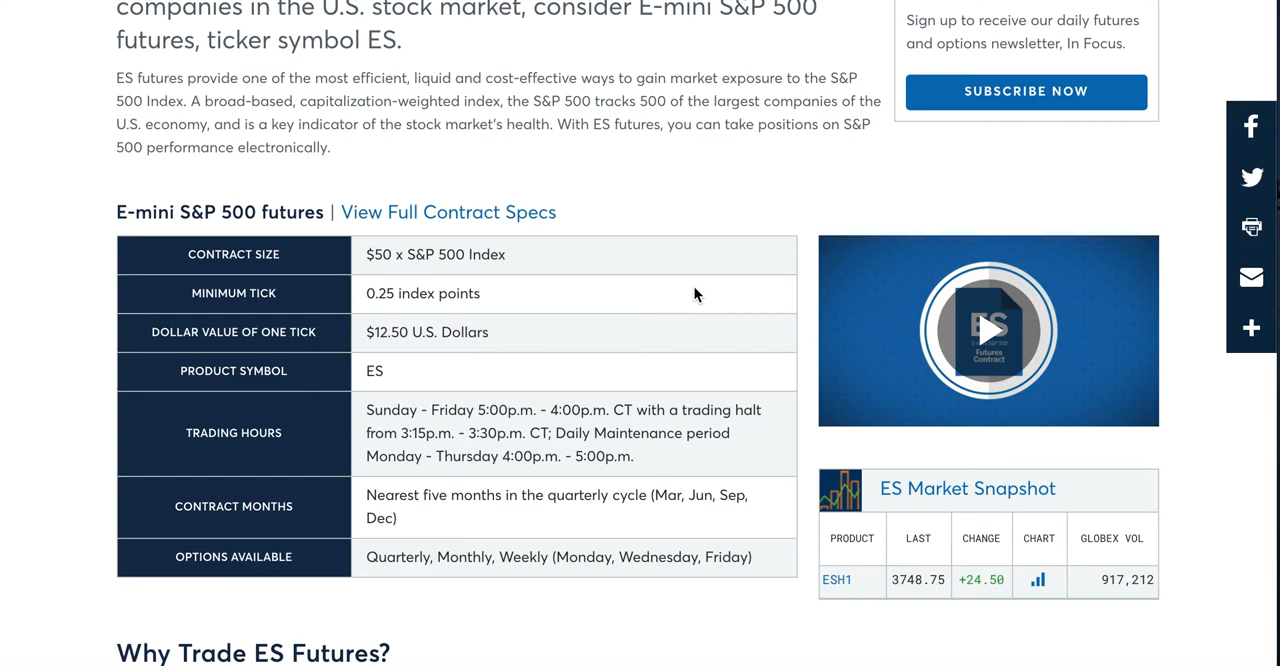 companies in the U.S. stock market, consider E-mini S&P 500
futures, ticker symbol ES.
ES futures provide one of the most efficient, liquid and cost-effective ways to gain market exposure to the S&P
500 Index. A broad-based, capitalization-weighted index, the S&P 500 tracks 500 of the largest companies of the
U.S. economy, and is a key indicator of the stock market's health. With ES futures, you can take positions on S&P
500 performance electronically.
Sign up to receive our daily futures
and options newsletter, In Focus.
SUBSCRIBE NOW
E-mini S&P 500 futures | View Full Contract Specs
CONTRACT SIZE $50 x S&P 500 Index
MINIMUM TICK 0.25 index points
DOLLAR VALUE OF ONE TICK $12.50 U.S. Dollars
PRODUCT SYMBOL ES
TRADING HOURS
Sunday - Friday 5:00p.m. - 4:00p.m. CT with a trading halt
from 3:15p.m. - 3:30p.m. CT; Daily Maintenance period
Monday - Thursday 4:00p.m. - 5:00p.m.
CONTRACT MONTHS
Nearest five months in the quarterly cycle (Mar, Jun, Sep,
Dec)
OPTIONS AVAILABLE Quarterly, Monthly, Weekly (Monday, Wednesday, Friday)
ES
E-mini S&P 500
Futures
Contract
ES Market Snapshot
PRODUCT LAST CHANGE CHART GLOBEX VOL
ESH1 3748.75 +24.50 917,212
Why Trade ES Futures?